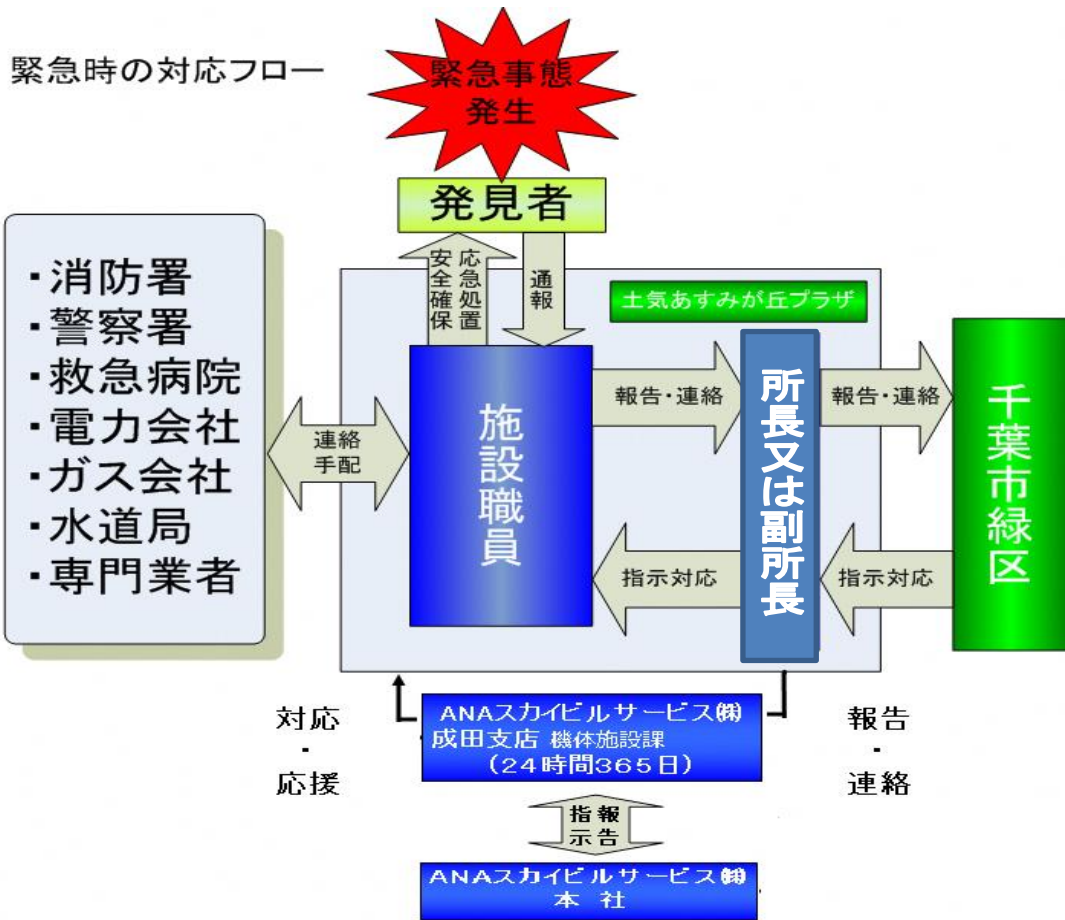 緊急時の対応フロー
緊急事態
発生
発見者
安全確保
応急処置
通報
土気あすみが丘プラザ
・消防署
・警察署
・救急病院
・電力会社
・ガス会社
・水道局
・専門業者
連絡
手配
施設職員
報告・連絡
所長又は副所長
報告・連絡
千葉市緑区
指示対応
指示対応
対応
・
応援
ANAスカイビルサービス㈱
成田支店 機体施設課
（24時間365日）
報告
・
連絡
指示
報告
ANAスカイビルサービス㈱
本 社